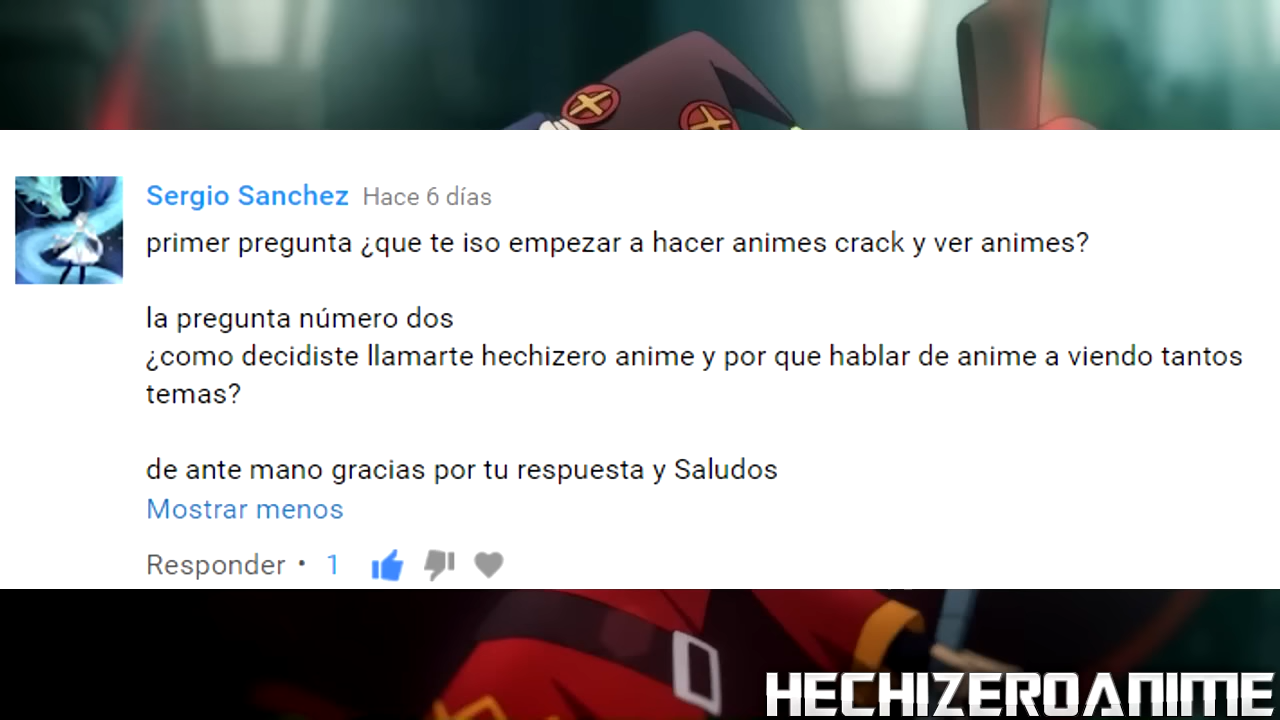 Sergio Sanchez Hace 6 días
primer pregunta ¿que te iso empezar a hacer animes crack y ver animes?
la pregunta número dos
¿como decidiste llamarte hechizero anime y por que hablar de anime a viendo tantos
temas?
de ante mano gracias por tu respuesta y Saludos
Mostrar menos
Responder • 1
HECHIZEROANIME